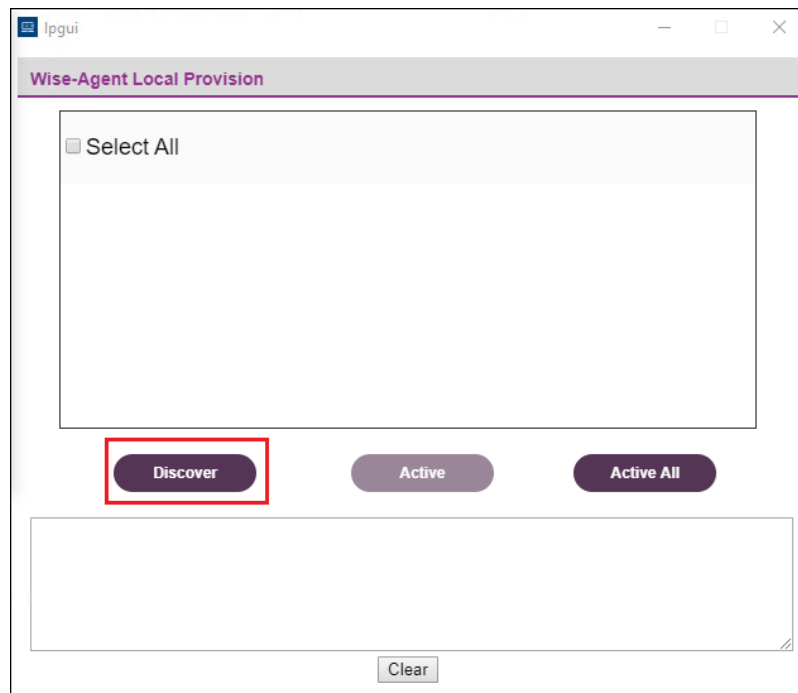 lpgui
Wise-Agent Local Provision
Select All
Discover
Active
Active All
Clear